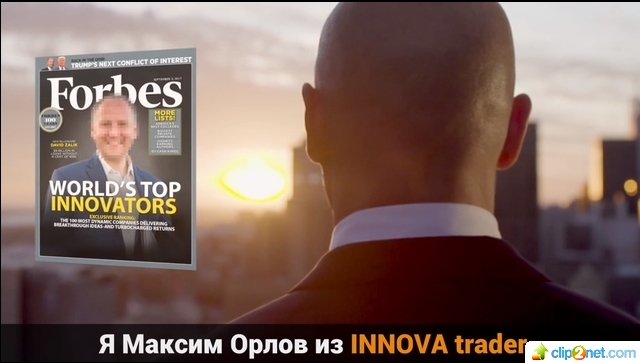 TRUMP'S NEXT CONFLICT OF INTEREST
Forbes
MORE
LISTS!
DAVID ZALIK
WORLD'S TOP
INNOVATORS
EXCLUSIVE RANKING:
THE 100 MOST DYNAMIC COMPANIES DELIVERING
BREAKTHROUGH IDEAS-AND TURBOCHARGED RETURNS
Я Максим Орлов из INNOVA trader
clip2net.com